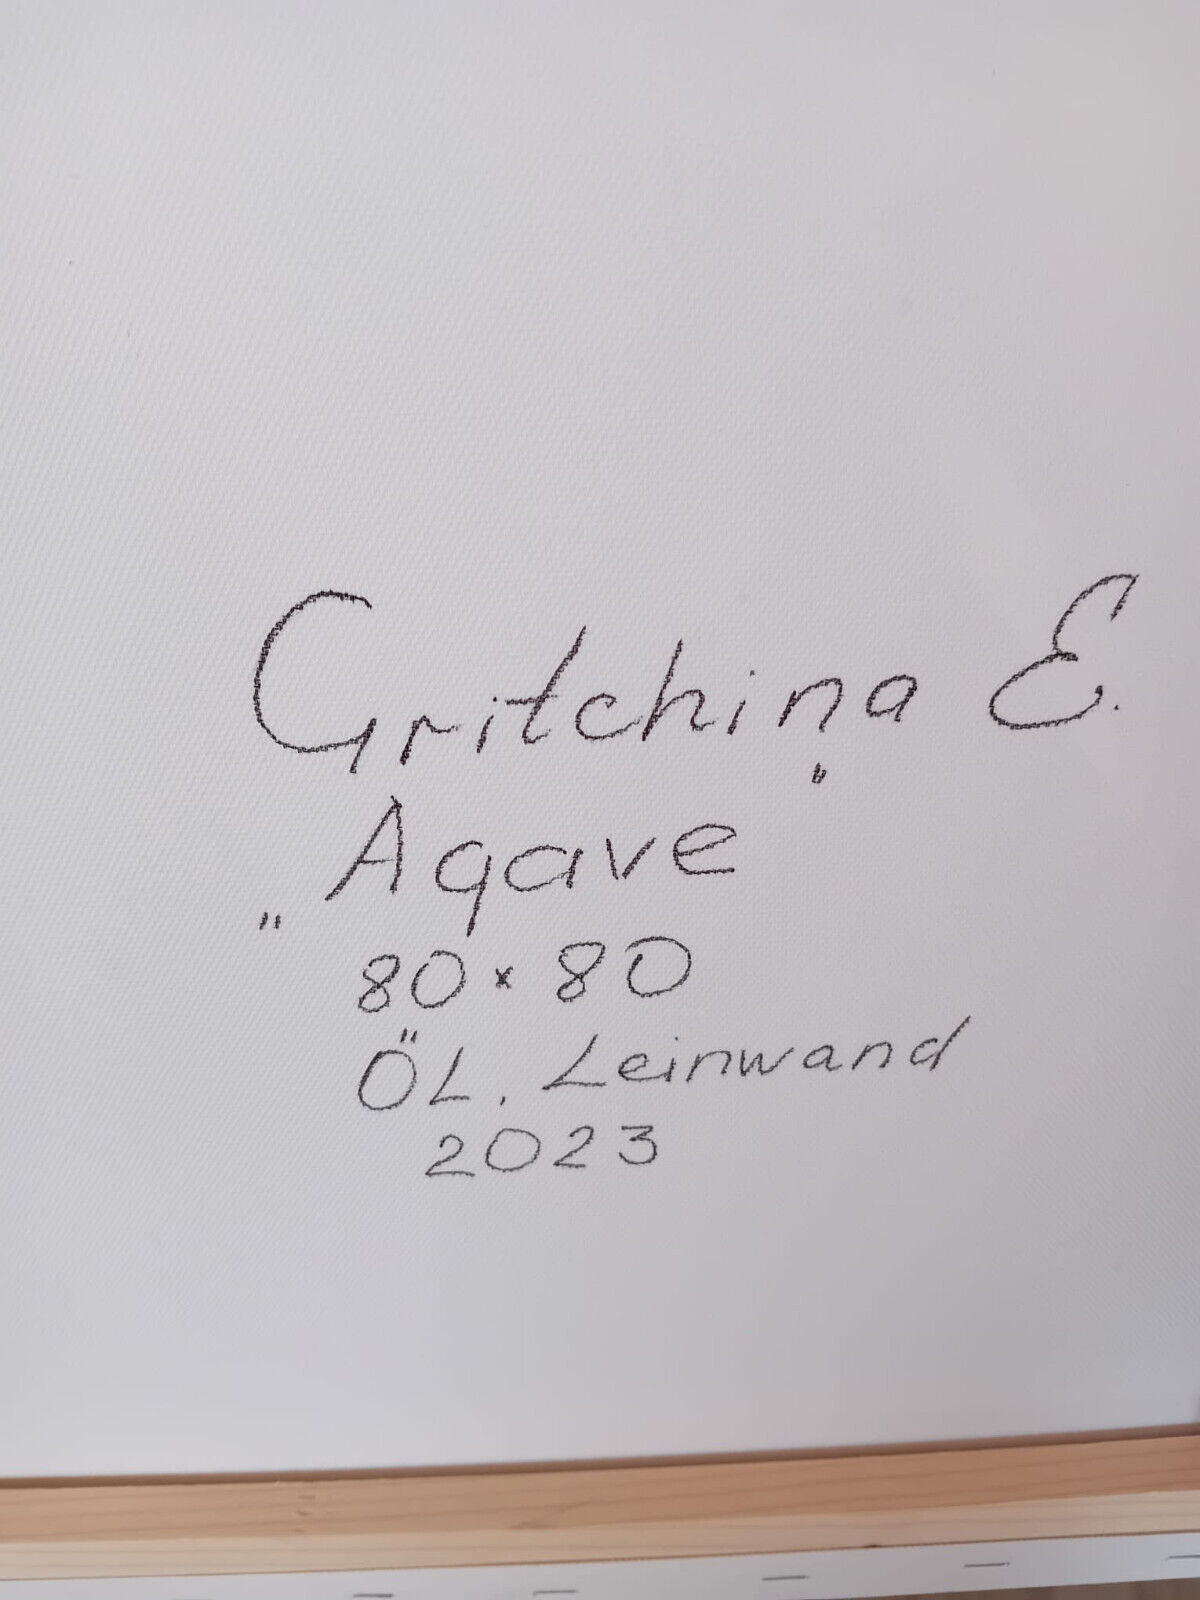 Gritchina E.
„Agave"
80 x 80
ÖL. Leinwand
2023